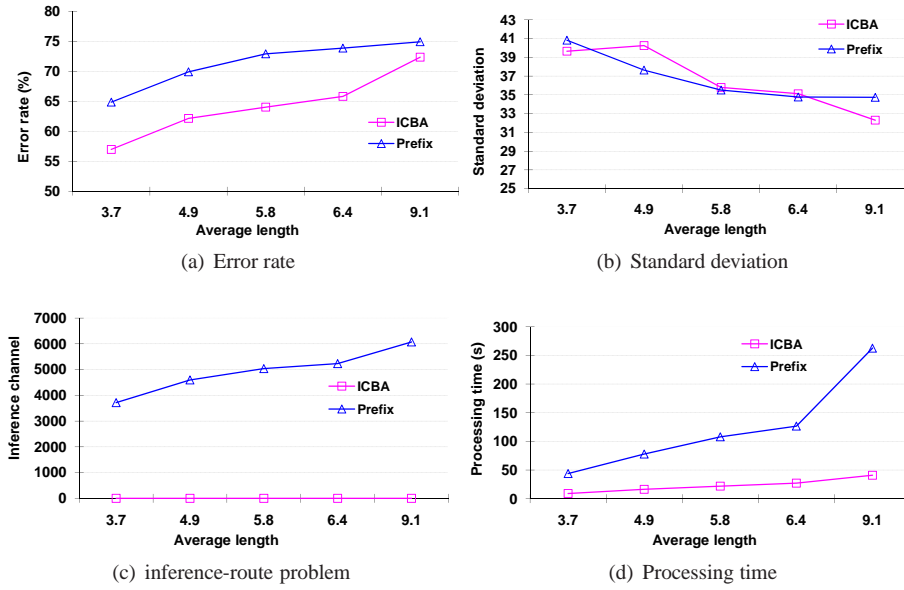 80
75
70
65
60
55
50
Error rate (%)
ICBA
Prefix
3.7 4.9 5.8 6.4 9.1
Average length
(a) Error rate
43
41
39
37
35
33
31
29
27
25
Standard deviation
ICBA
Prefix
3.7 4.9 5.8 6.4 9.1
Average length
(b) Standard deviation
7000
6000
5000
4000
3000
2000
1000
0
Inference channel
ICBA
Prefix
3.7 4.9 5.8 6.4 9.1
Average length
(c) inference-route problem
300
250
200
150
100
50
0
Processing time (s)
ICBA
Prefix
3.7 4.9 5.8 6.4 9.1
Average length
(d) Processing time